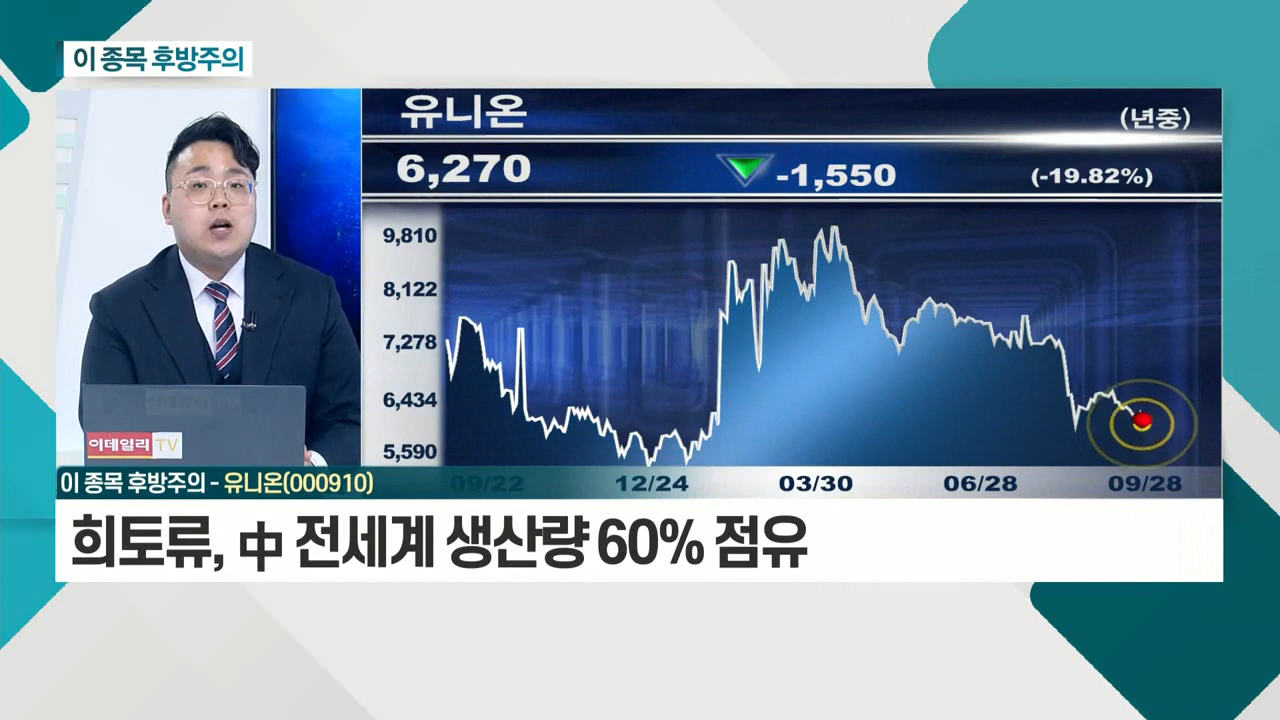 이 종목 후방주의
유니온
(년중)
6,270
-1,550
(-19.82%)
9,810
8,122
7,278
6,434
5,590
이데일리 TV
이 종목 후방주의 - 유니온(000910)
09/22
12/24
03/30
06/28
09/28
희토류, 中 전세계 생산량 60% 점유